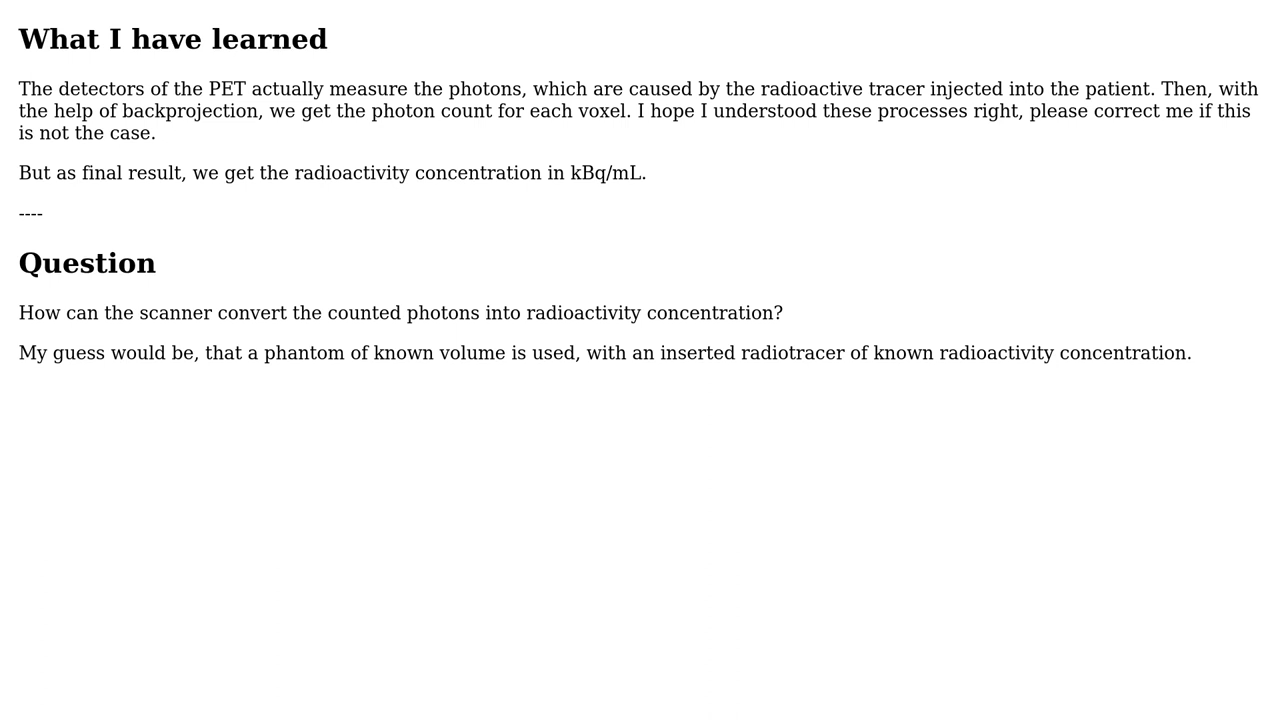 What I have learned
The detectors of the PET actually measure the photons, which are caused by the radioactive tracer injected into the patient. Then, with
the help of backprojection, we get the photon count for each voxel. I hope I understood these processes right, please correct me if this
is not the case.
But as final result, we get the radioactivity concentration in kBq/mL.
----
Question
How can the scanner convert the counted photons into radioactivity concentration?
My guess would be, that a phantom of known volume is used, with an inserted radiotracer of known radioactivity concentration.